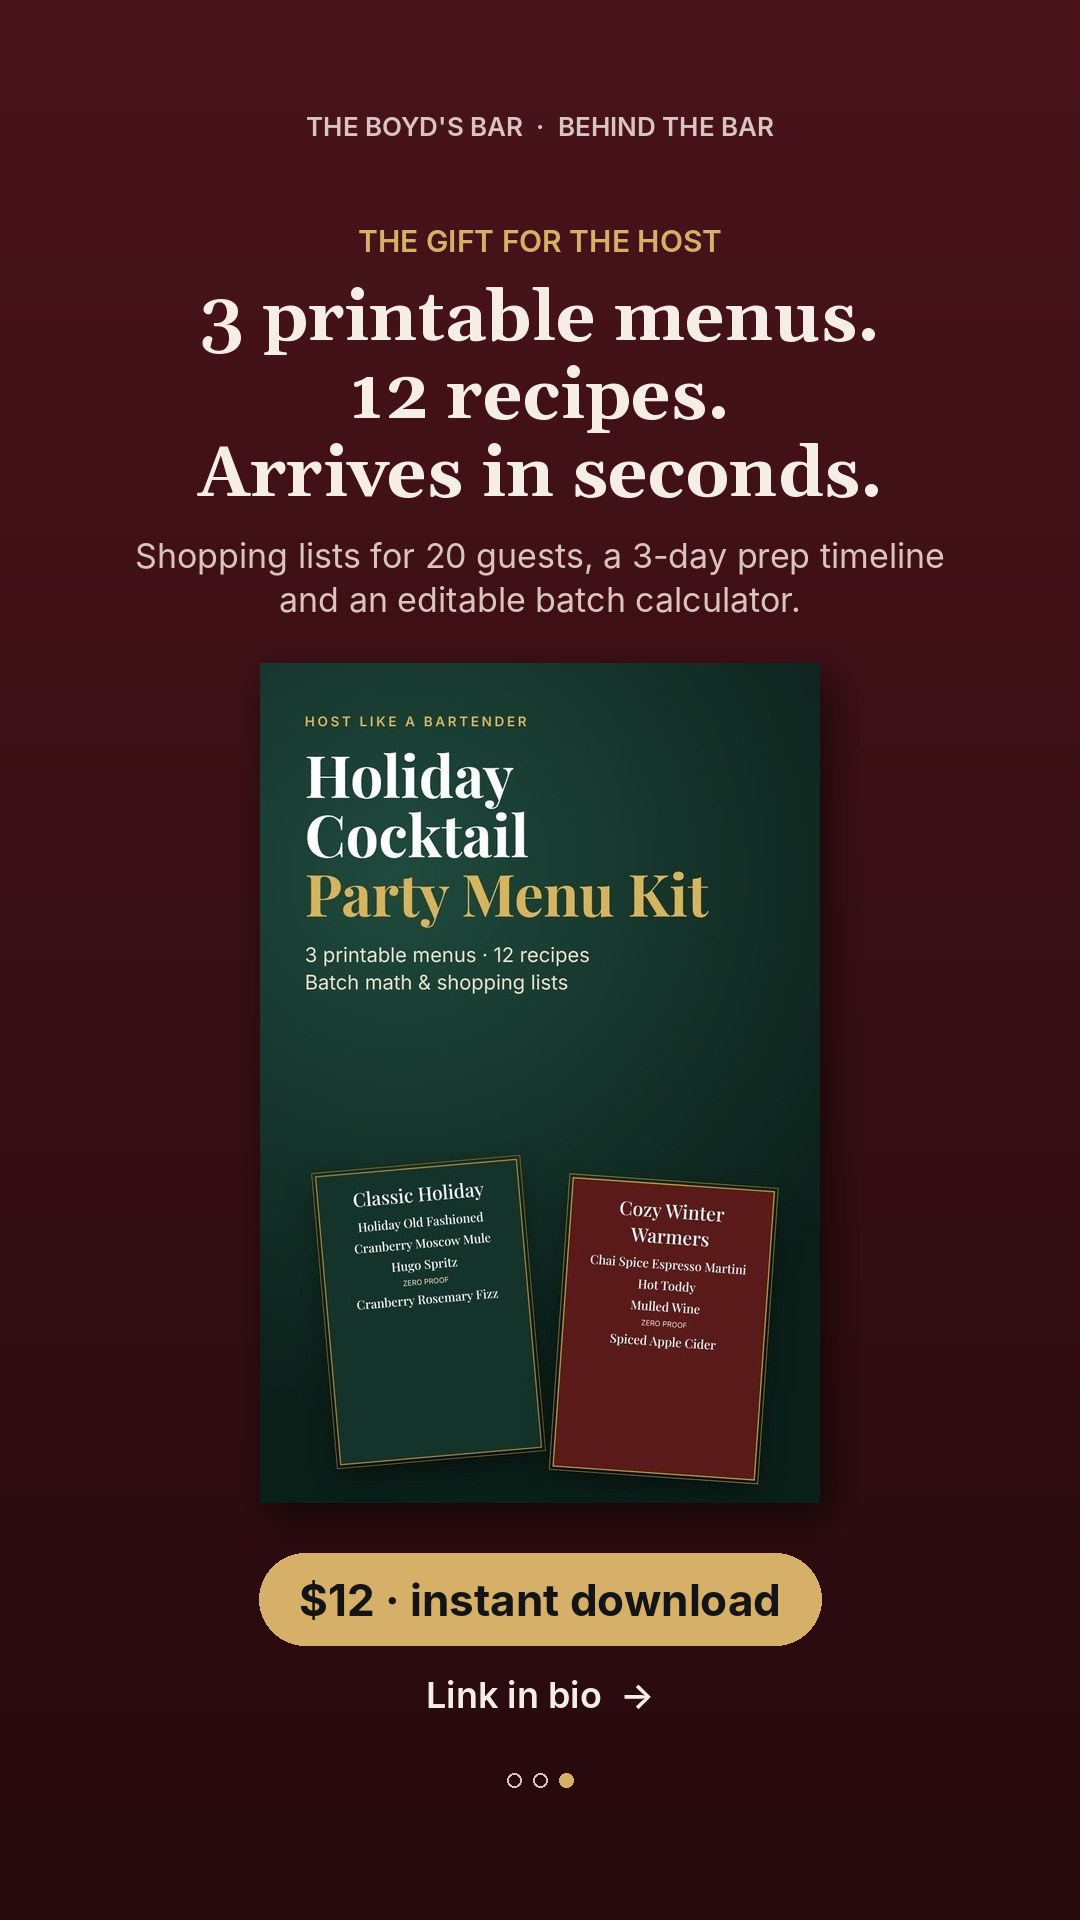 THE BOYD'S BAR · BEHIND THE BAR
THE GIFT FOR THE HOST
3 printable menus.
12 recipes.
Arrives in seconds.
Shopping lists for 20 guests, a 3-day prep timeline
and an editable batch calculator.
HOST LIKE A BARTENDER
Holiday
Cocktail
Party Menu Kit
3 printable menus · 12 recipes
Batch math & shopping lists
Classic Holiday
Holiday Old Fashioned
Cranberry Moscow Mule
Hugo Spritz
ZERO PROOF
Cranberry Rosemary Fizz
Cozy Winter
Warmers
Chai Spice Espresso Martini
Hot Toddy
Mulled Wine
ZERO PROOF
Spiced Apple Cider
$12 · instant download
Link in bio →